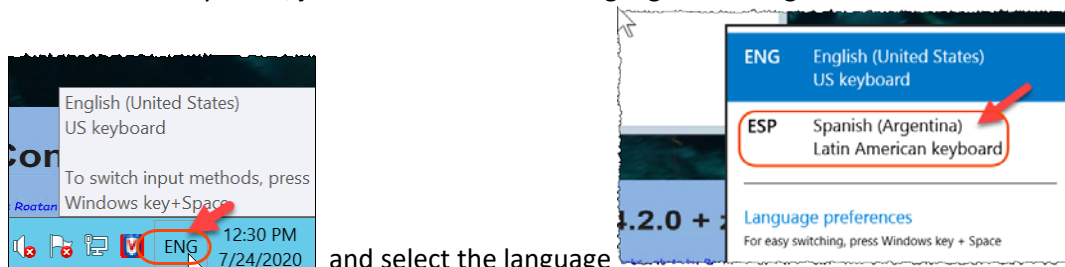 English (United States)
US keyboard
To switch input methods, press
Windows key+Space
Con
Roatan
ENG
12:30 PM
7/24/2020
and select the language
ENG English (United States)
US keyboard
ESP Spanish (Argentina)
Latin American keyboard
4.2.0 +
Language preferences
For easy switching, press Windows key + Space